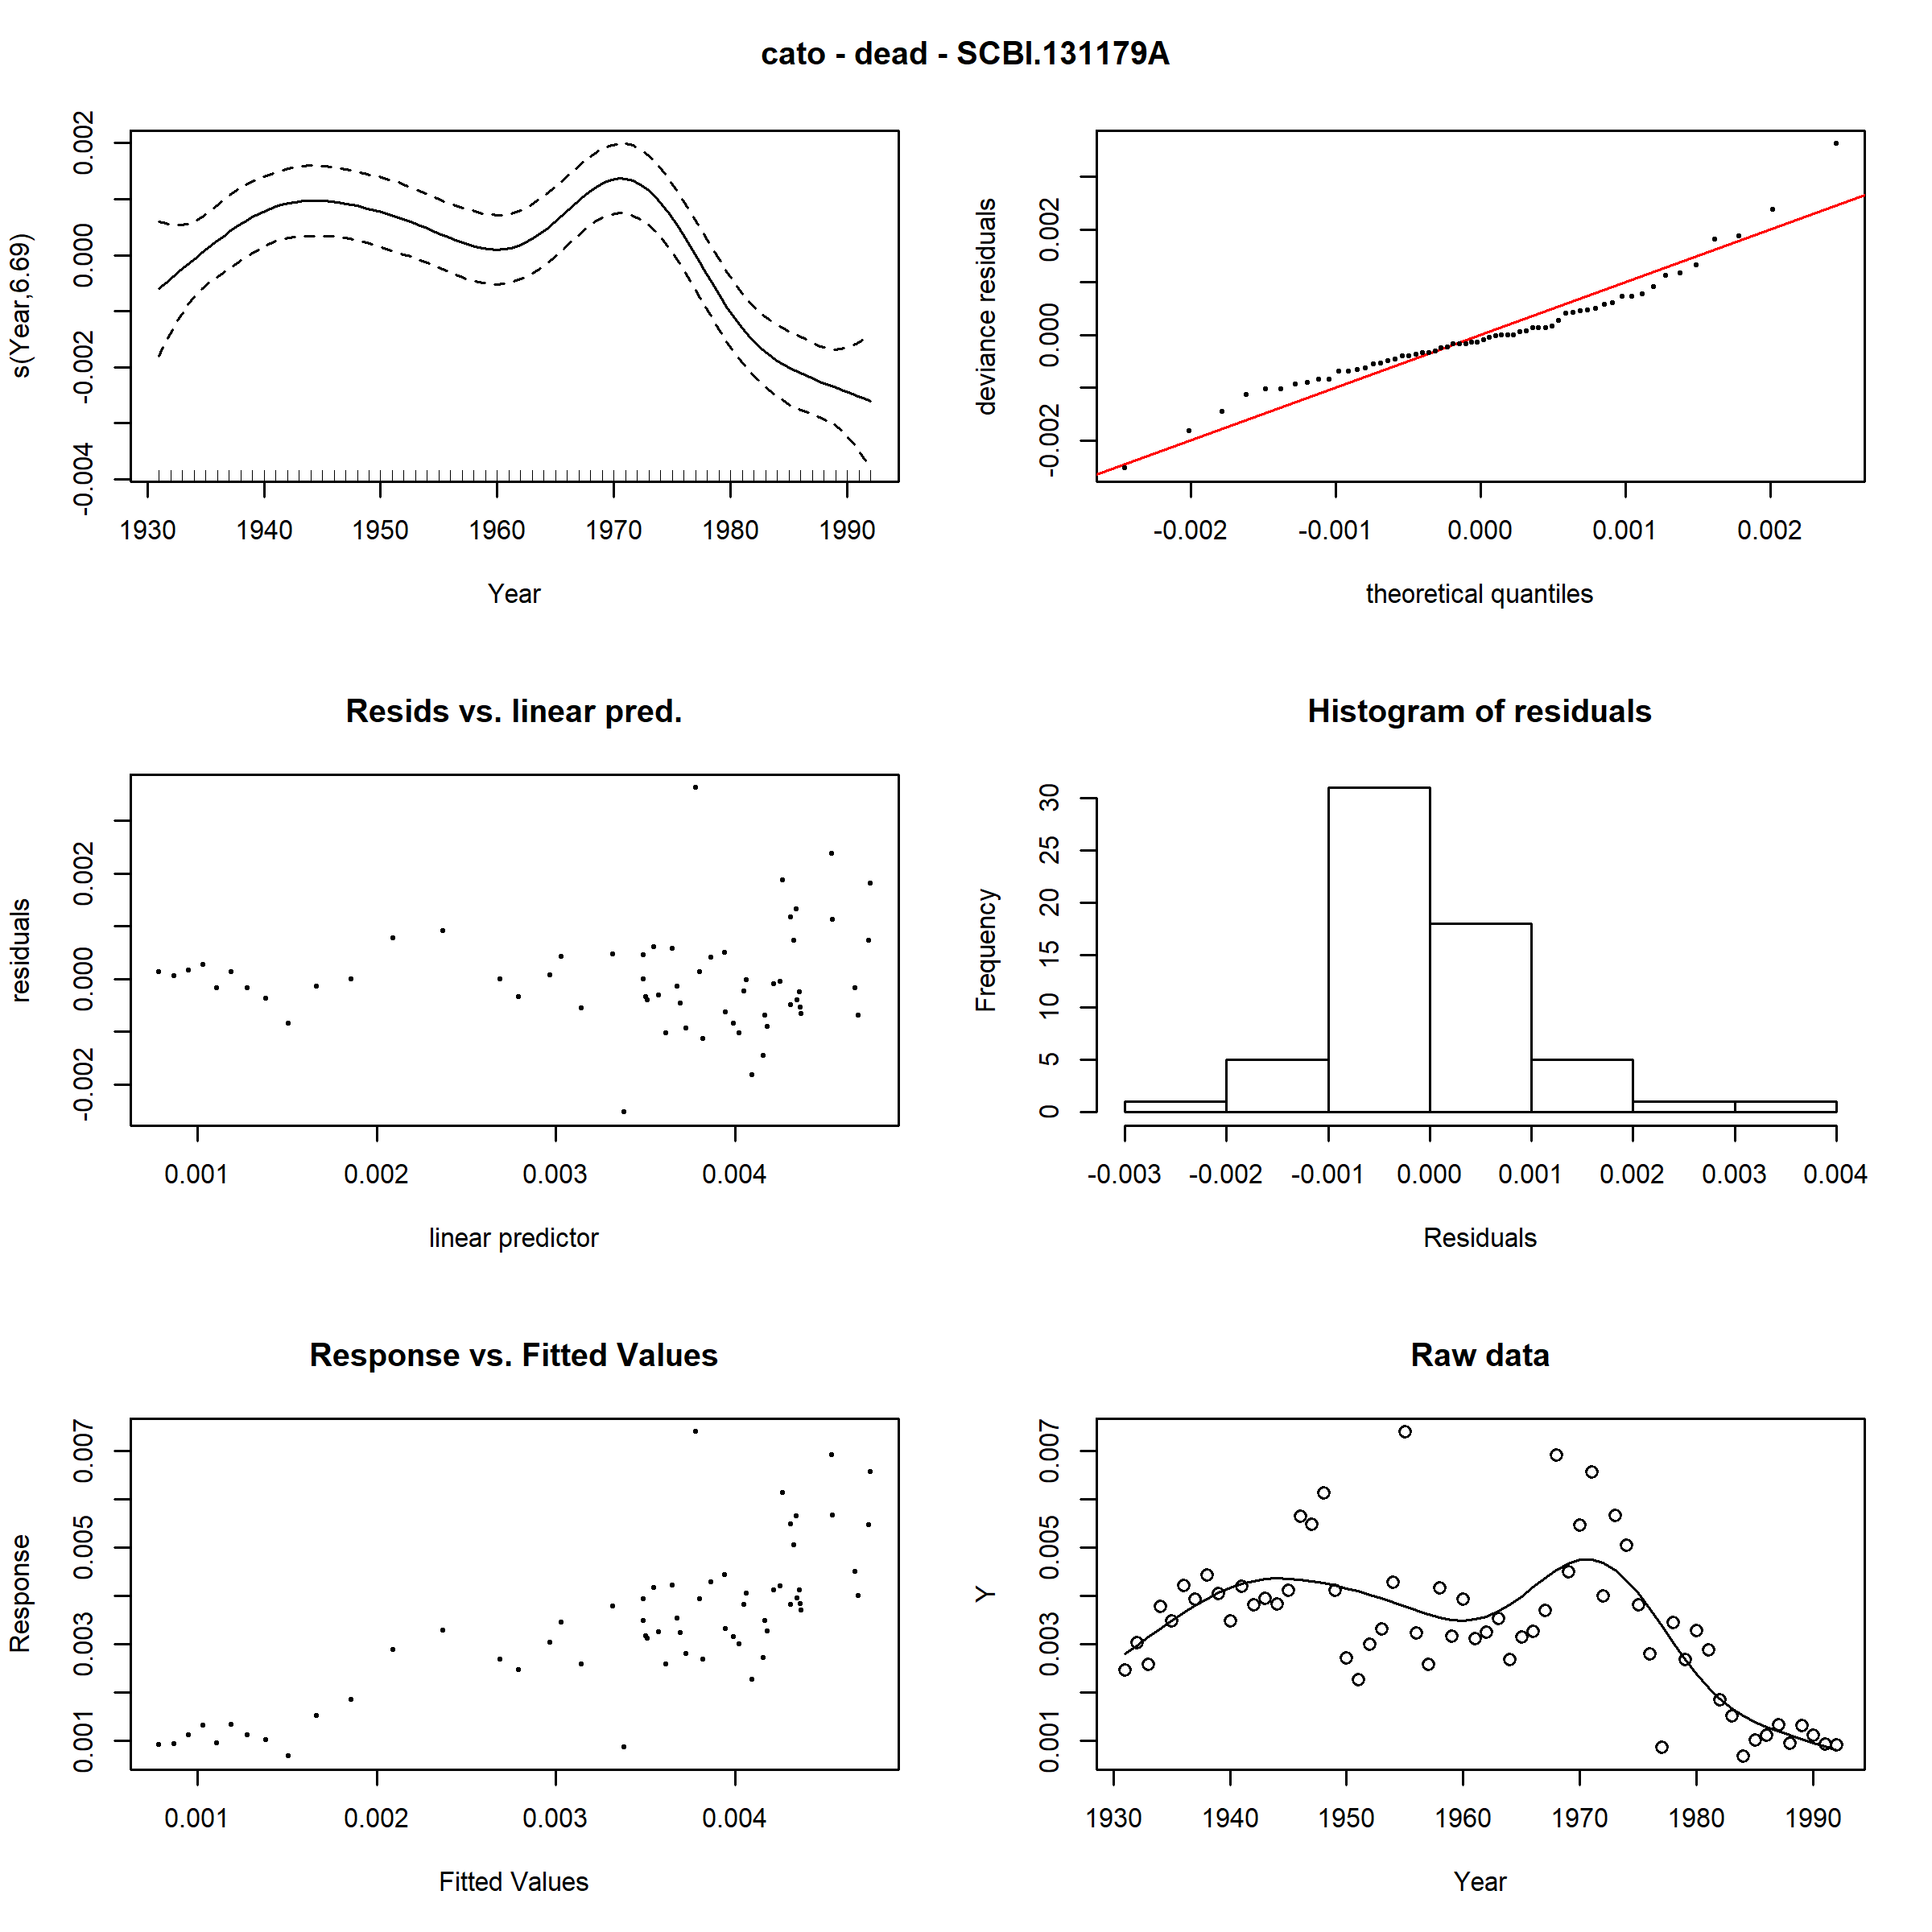 cato - dead - SCBI.131179A
s(Year,6.69)
0.002
0.000
-0.002
-0.004
1930 1940 1950 1960 1970 1980 1990
Year
deviance residuals
0.002
0.000
-0.002
-0.002 -0.001 0.000 0.001 0.002
theoretical quantiles
Resids vs. linear pred.
residuals
0.002
0.000
-0.002
0.001 0.002 0.003 0.004
linear predictor
Histogram of residuals
Frequency
30
25
20
15
10
5
0
-0.003 -0.002 -0.001 0.000 0.001 0.002 0.003 0.004
Residuals
Response vs. Fitted Values
Response
0.007
0.005
0.003
0.001
0.001 0.002 0.003 0.004
Fitted Values
Raw data
Y
0.007
0.005
0.003
0.001
1930 1940 1950 1960 1970 1980 1990
Year